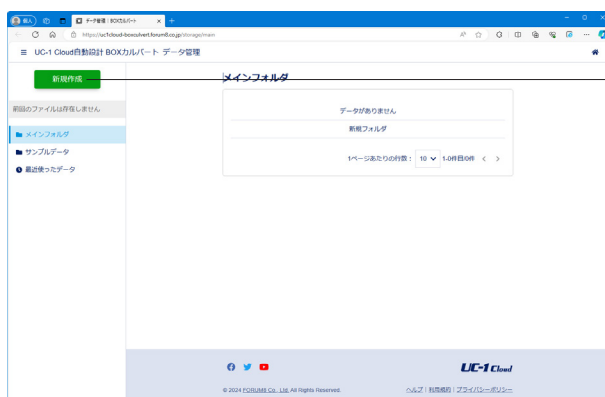 個人)
データ管理 | BOXカルバート
https://uc1cloud-boxculvert.forum8.co.jp/storage/main
UC-1 Cloud自動設計 BOXカルバート データ管理
新規作成
前回のファイルは存在しません
メインフォルダ
サンプルデータ
最近使ったデータ
メインフォルダ
データがありません
新規フォルダ
1ページあたりの行数： 10 1-0件目/0件
UC-1 Cloud
© 2024 FORUM8 Co., Ltd. All Rights Reserved.
ヘルプ | 利用規約 | プライバシーポリシー